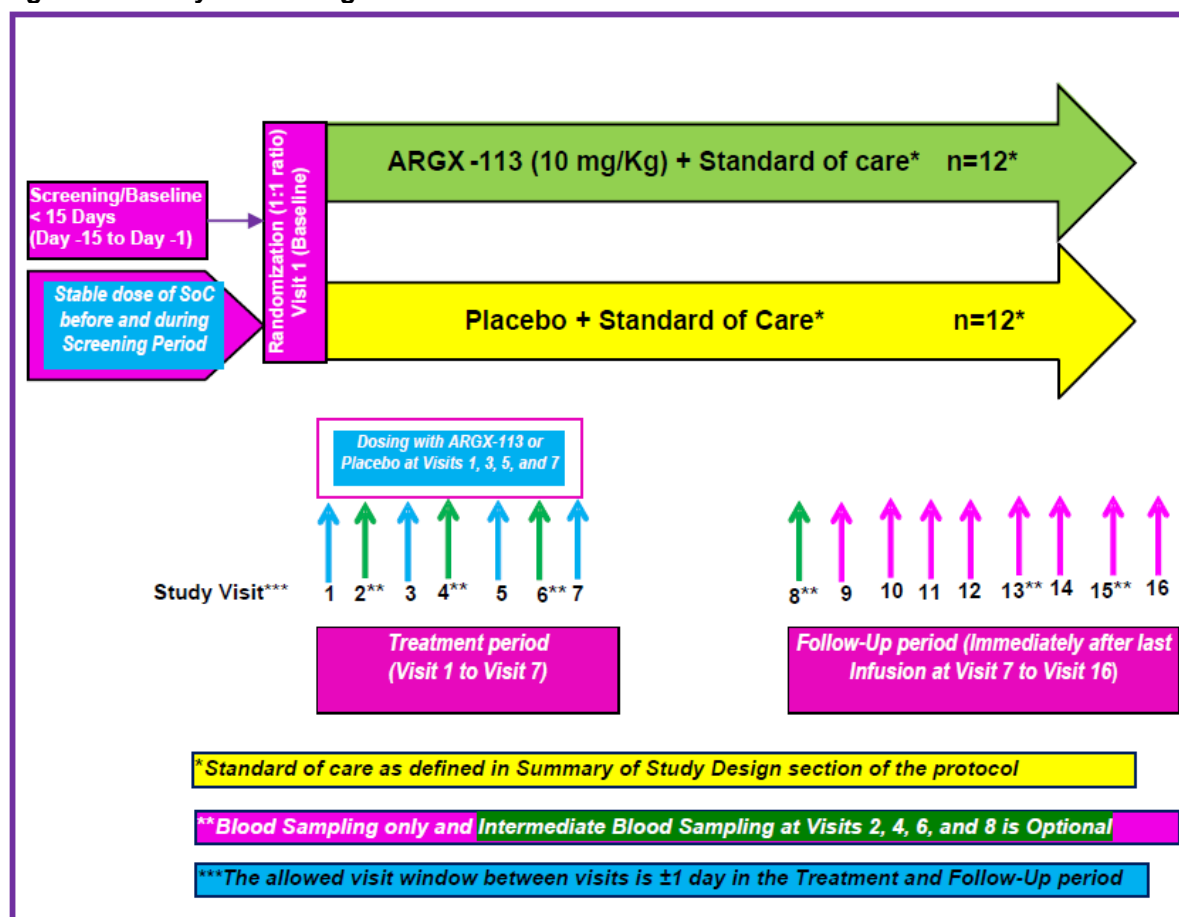 ARGX -113 (10 mg/Kg) + Standard of care* n=12*
Screening/Baseline
< 15 Days
(Day -15 to Day -1)
Randomization (1:1 ratio)
Visit 1 (Baseline)
Stable dose of SoC
before and during
Screening Period
Placebo + Standard of Care* n=12*
Dosing with ARGX-113 or
Placebo at Visits 1, 3, 5, and 7
Study Visit*** 1 2** 3 4** 5 6** 7 8** 9 10 11 12 13** 14 15** 16
Treatment period
(Visit 1 to Visit 7)
Follow-Up period (Immediately after last
Infusion at Visit 7 to Visit 16)
*Standard of care as defined in Summary of Study Design section of the protocol
**Blood Sampling only and Intermediate Blood Sampling at Visits 2, 4, 6, and 8 is Optional
***The allowed visit window between visits is ±1 day in the Treatment and Follow-Up period